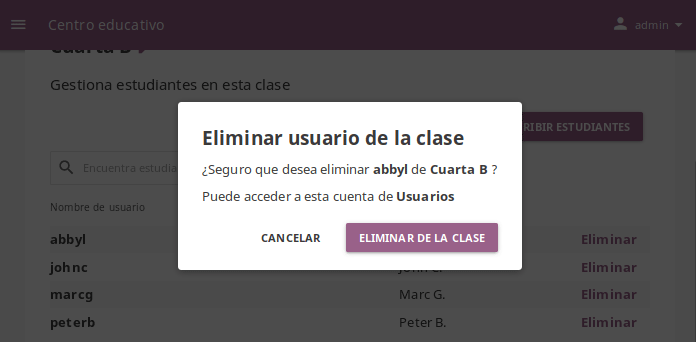 Centro educativo
admin
Cuarta B
Gestiona estudiantes en esta clase
RIBIR ESTUDIANTES
Encuentra estudia
Nombre de usuario
Eliminar usuario de la clase
¿Seguro que desea eliminar abbyl de Cuarta B ?
Puede acceder a esta cuenta de Usuarios
CANCELAR
ELIMINAR DE LA CLASE
abbyl Eliminar
johnc John C. Eliminar
marcg Marc G. Eliminar
peterb Peter B. Eliminar